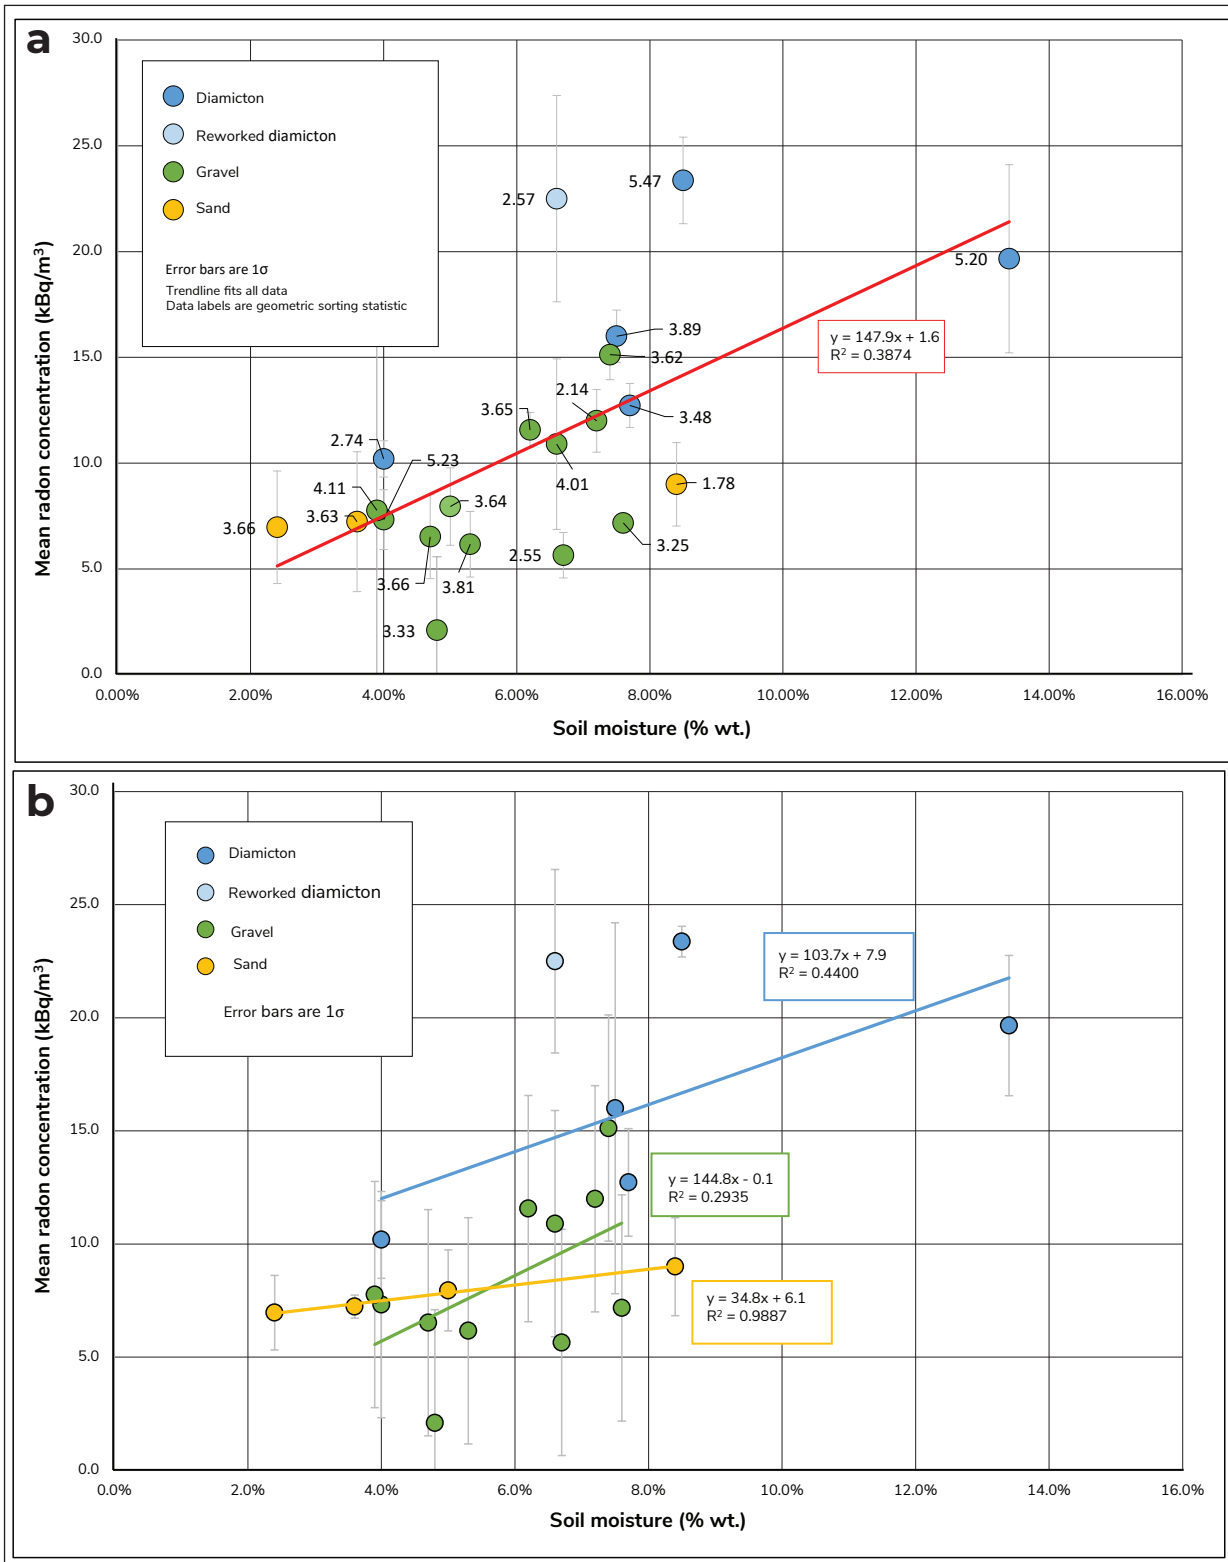 a
30.0
25.0
20.0
15.0
10.0
5.0
0.0
Mean radon concentration (kBq/m³)
Diamicton
Reworked diamicton
Gravel
Sand
Error bars are 1σ
Trendline fits all data
Data labels are geometric sorting statistic
2.57
5.47
5.20
3.89
3.62
y = 147.9x + 1.6
R² = 0.3874
2.14
3.65
3.48
2.74
5.23
4.01
1.78
4.11
3.64
3.63
3.66
3.25
2.55
3.66
3.81
3.33
0.00%
2.00%
4.00%
6.00%
8.00%
10.00%
12.00%
14.00%
16.00%
Soil moisture (% wt.)
b
30.0
25.0
20.0
15.0
10.0
5.0
0.0
Mean radon concentration (kBq/m³)
Diamicton
Reworked diamicton
Gravel
Sand
Error bars are 1σ
y = 103.7x + 7.9
R² = 0.4400
y = 144.8x - 0.1
R² = 0.2935
y = 34.8x + 6.1
R² = 0.9887
0.0%
2.0%
4.0%
6.0%
8.0%
10.0%
12.0%
14.0%
16.0%
Soil moisture (% wt.)